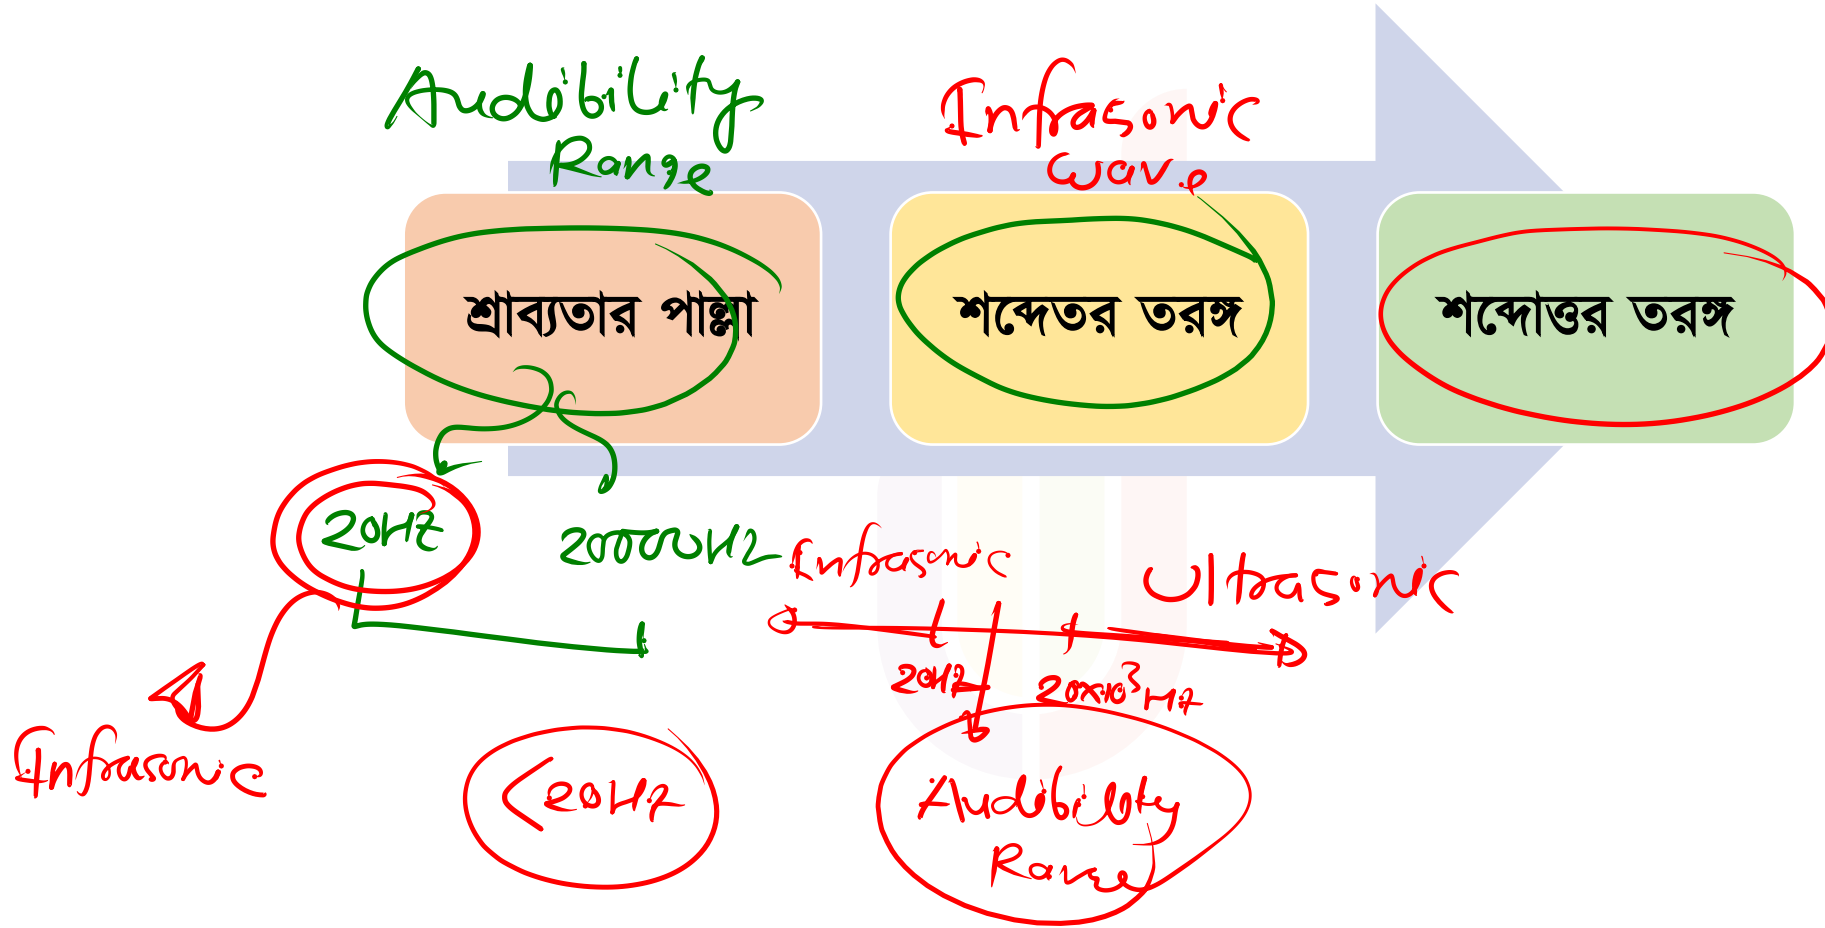 Audibility
Range
Infrasonic
wave
শ্রাব্যতার পাল্লা
শব্দেতর তরঙ্গ
শব্দোত্তর তরঙ্গ
20Hz
20000Hz
Infrasonic
Ultrasonic
20Hz
20×10³Hz
Infrasonic
<20Hz
Audibility
Range